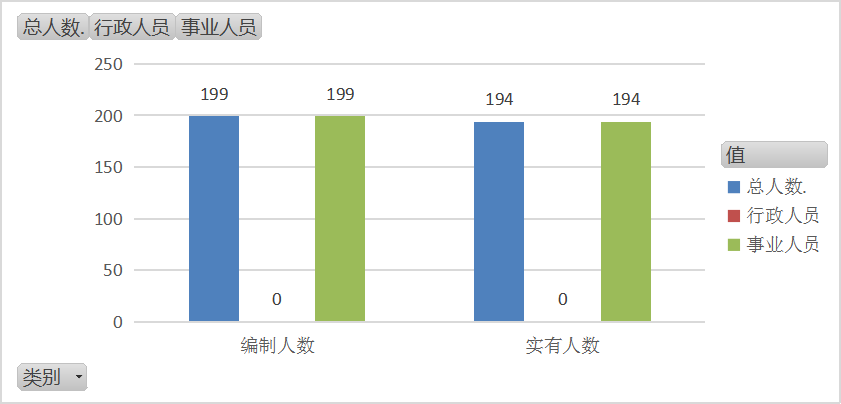 总人数. 行政人员 事业人员
250
200
150
100
50
0
199
0
199
194
0
194
编制人数
实有人数
值
总人数.
行政人员
事业人员
类别